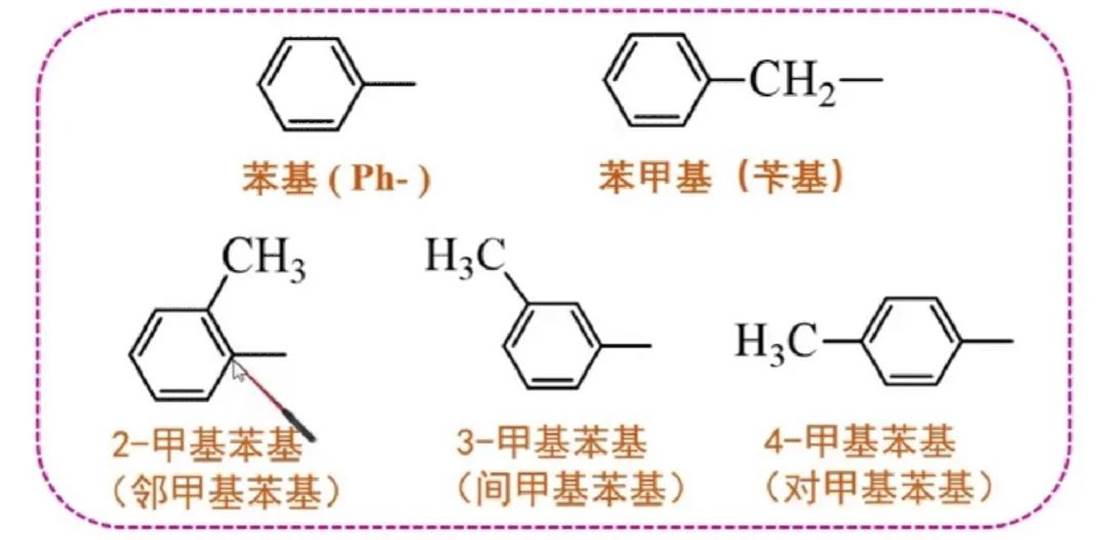 CH₂
苯基 ( Ph- )
苯甲基（苄基）
CH₃
H₃C
H₃C
2-甲基苯基
（邻甲基苯基）
3-甲基苯基
（间甲基苯基）
4-甲基苯基
（对甲基苯基）